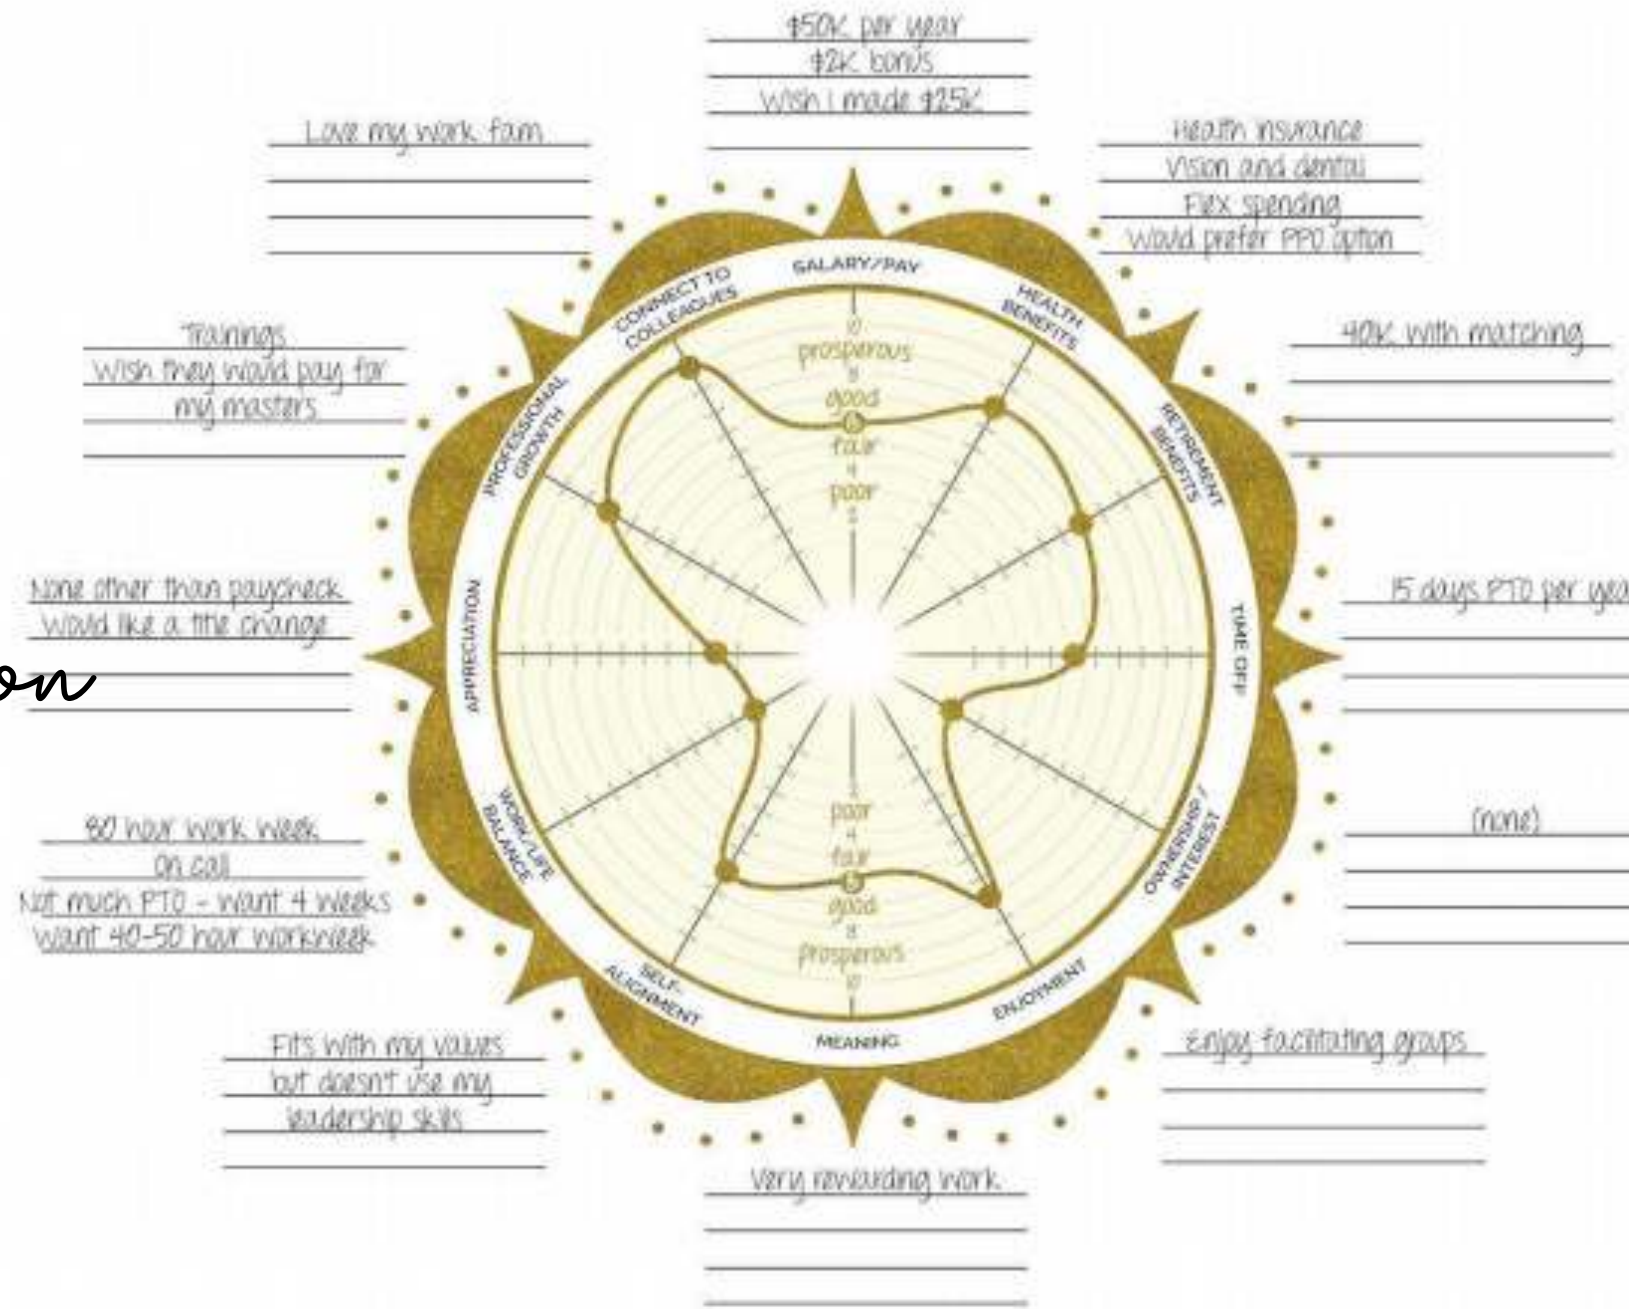 $50K per year
$2K bonus
Wish I made $25K
Love my work fam
Health insurance
Vision and dental
Flex spending
Would prefer PPO option
Trainings
Wish they would pay for
my masters
401K with matching
None other than paycheck
Would like a title change
on
15 days PTO per yea
80 hour work week
On call
Not much PTO - want 4 weeks
Want 40-50 hour workweek
(none)
Fits with my values
but doesn't use my
leadership skills
Enjoy facilitating groups
Very rewarding work
SALARY/PAY
HEALTH
BENEFITS
RETIREMENT
BENEFITS
TIME OFF
OWNERSHIP/
INTEREST
ENJOYMENT
MEANING
SELF-
ALIGNMENT
WORK/LIFE
BALANCE
APPRECIATION
PROFESSIONAL
GROWTH
CONNECT TO
COLLEAGUES
10
prosperous
8
good
fair
4
poor
poor
4
fair
good
8
prosperous
10